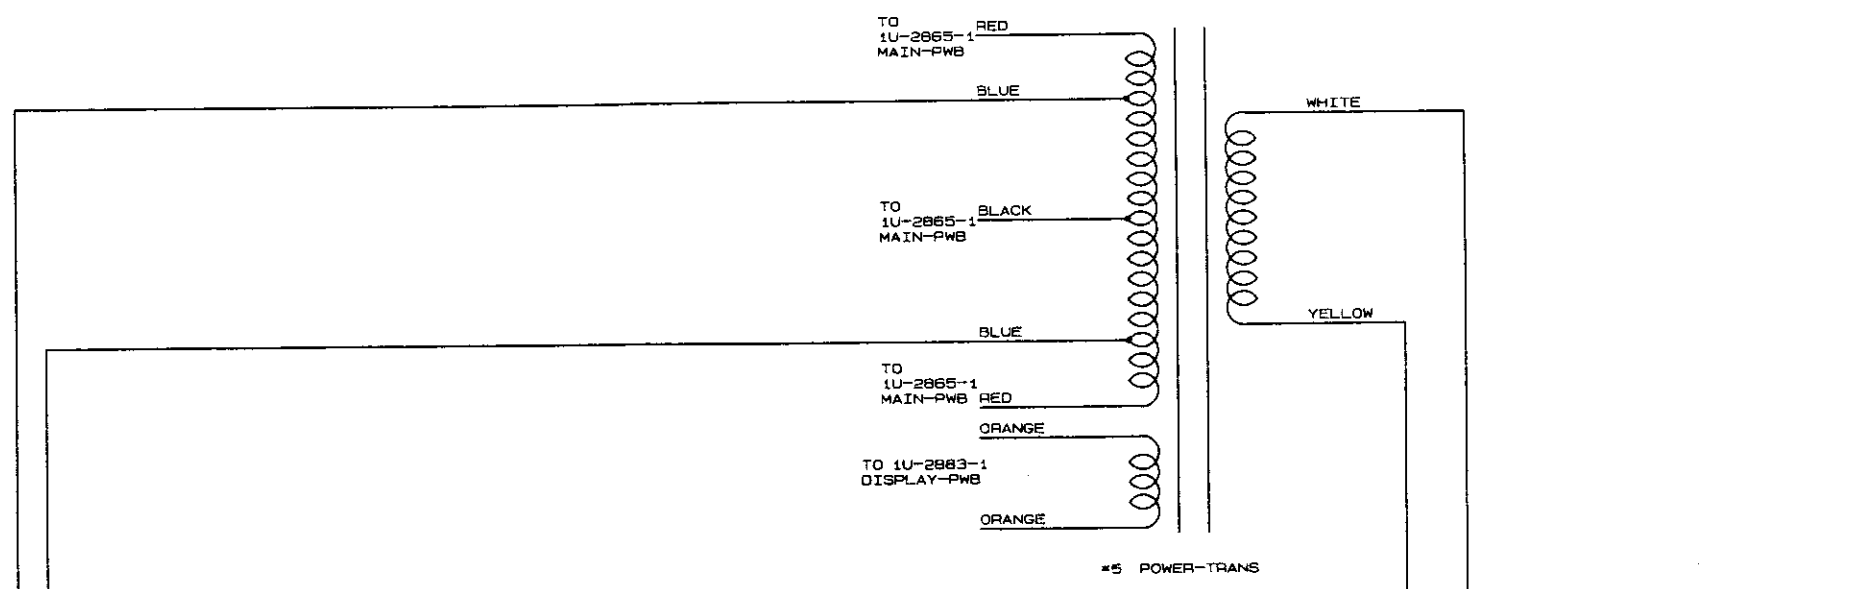 TO
1U-2865-1
MAIN-PWB
RED
BLUE
WHITE
TO
1U-2865-1
MAIN-PWB
BLACK
YELLOW
BLUE
TO
1U-2865-1
MAIN-PWB RED
ORANGE
TO 1U-2883-1
DISPLAY-PWB
ORANGE
*5 POWER-TRANS